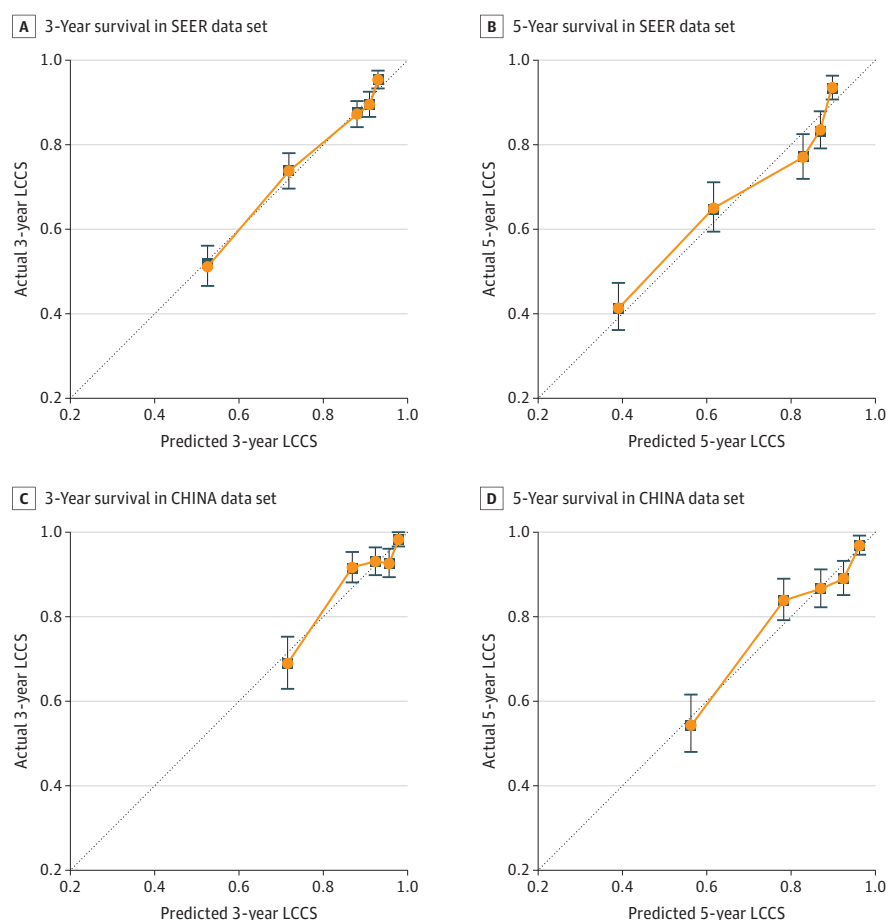 A 3-Year survival in SEER data set
1.0
0.8
0.6
0.4
0.2
Actual 3-year LCCS
0.2 0.4 0.6 0.8 1.0
Predicted 3-year LCCS
B 5-Year survival in SEER data set
1.0
0.8
0.6
0.4
0.2
Actual 5-year LCCS
0.2 0.4 0.6 0.8 1.0
Predicted 5-year LCCS
C 3-Year survival in CHINA data set
1.0
0.8
0.6
0.4
0.2
Actual 3-year LCCS
0.2 0.4 0.6 0.8 1.0
Predicted 3-year LCCS
D 5-Year survival in CHINA data set
1.0
0.8
0.6
0.4
0.2
Actual 5-year LCCS
0.2 0.4 0.6 0.8 1.0
Predicted 5-year LCCS